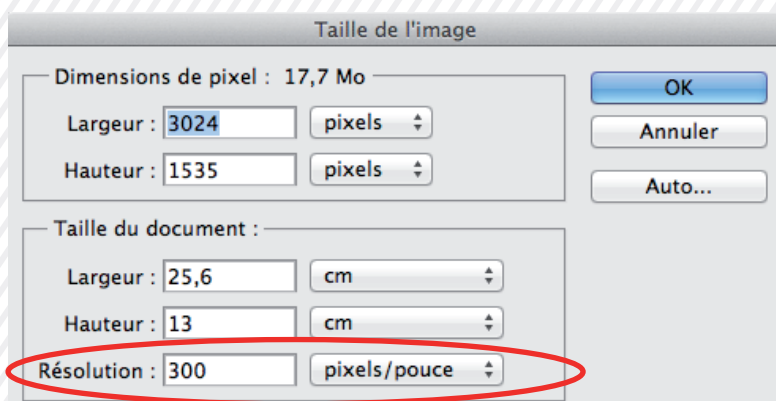 Taille de l'image
Dimensions de pixel : 17,7 Mo
Largeur : 3024 pixels
Hauteur : 1535 pixels
OK
Annuler
Auto...
Taille du document :
Largeur : 25,6 cm
Hauteur : 13 cm
Résolution : 300 pixels/pouce